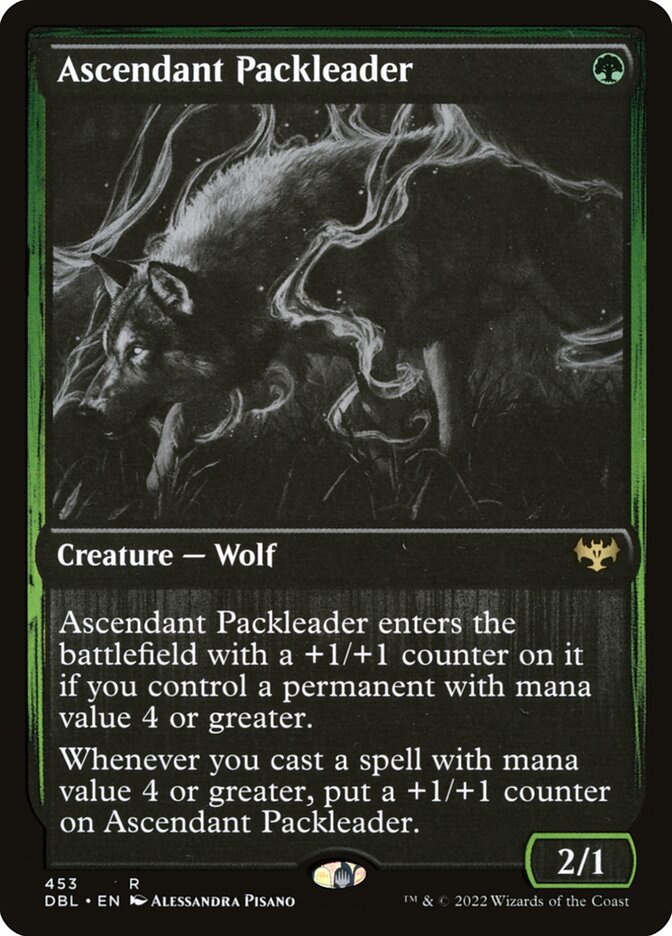 Ascendant Packleader
Creature — Wolf
Ascendant Packleader enters the
battlefield with a +1/+1 counter on it
if you control a permanent with mana
value 4 or greater.
Whenever you cast a spell with mana
value 4 or greater, put a +1/+1 counter
on Ascendant Packleader.
2/1
453 R
DBL • EN Alessandra Pisano
™ & © 2022 Wizards of the Coast